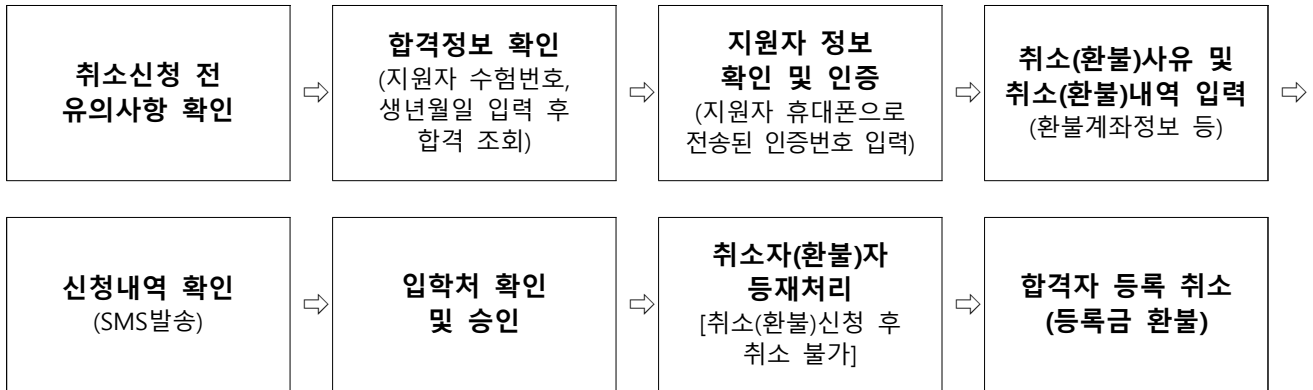 취소신청 전
유의사항 확인
⇨
합격정보 확인
(지원자 수험번호,
생년월일 입력 후
합격 조회)
⇨
지원자 정보
확인 및 인증
(지원자 휴대폰으로
전송된 인증번호 입력)
⇨
취소(환불)사유 및
취소(환불)내역 입력
(환불계좌정보 등)
⇨
신청내역 확인
(SMS발송)
⇨
입학처 확인
및 승인
⇨
취소자(환불)자
등재처리
[취소(환불)신청 후
취소 불가]
⇨
합격자 등록 취소
(등록금 환불)